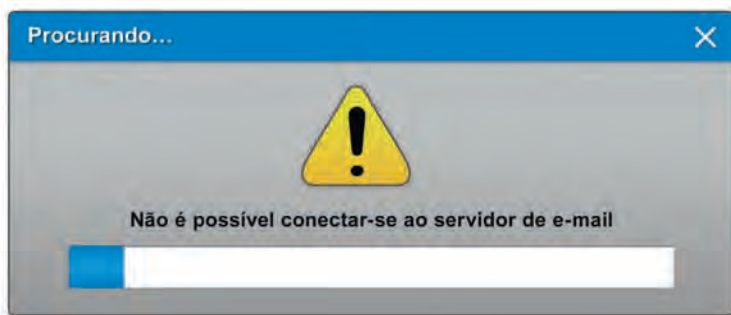 Procurando...
Não é possível conectar-se ao servidor de e-mail